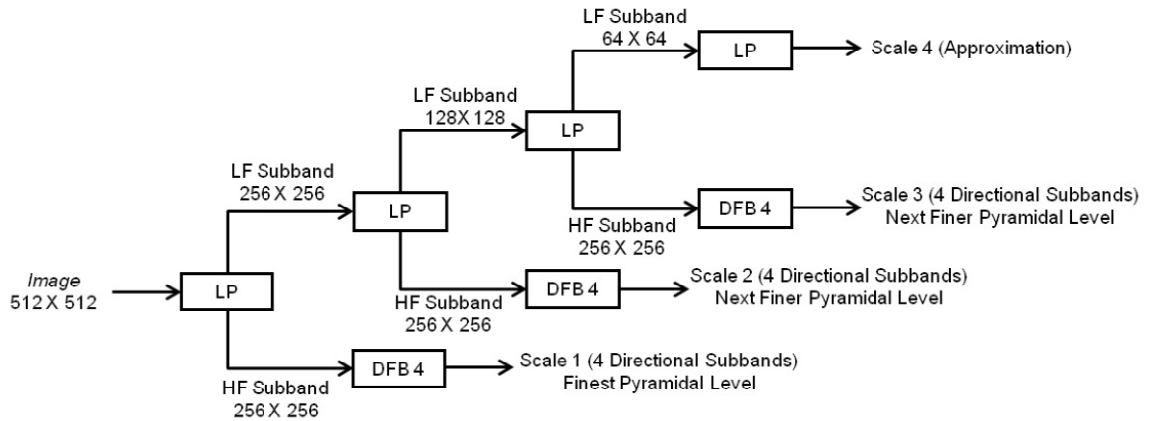 LF Subband
64 X 64
LP
Scale 4 (Approximation)
LF Subband
128X 128
LP
LF Subband
256 X 256
LP
DFB 4
Scale 3 (4 Directional Subbands)
Next Finer Pyramidal Level
HF Subband
256 X 256
Image
512 X 512
LP
DFB 4
Scale 2 (4 Directional Subbands)
Next Finer Pyramidal Level
HF Subband
256 X 256
DFB 4
Scale 1 (4 Directional Subbands)
Finest Pyramidal Level
HF Subband
256 X 256